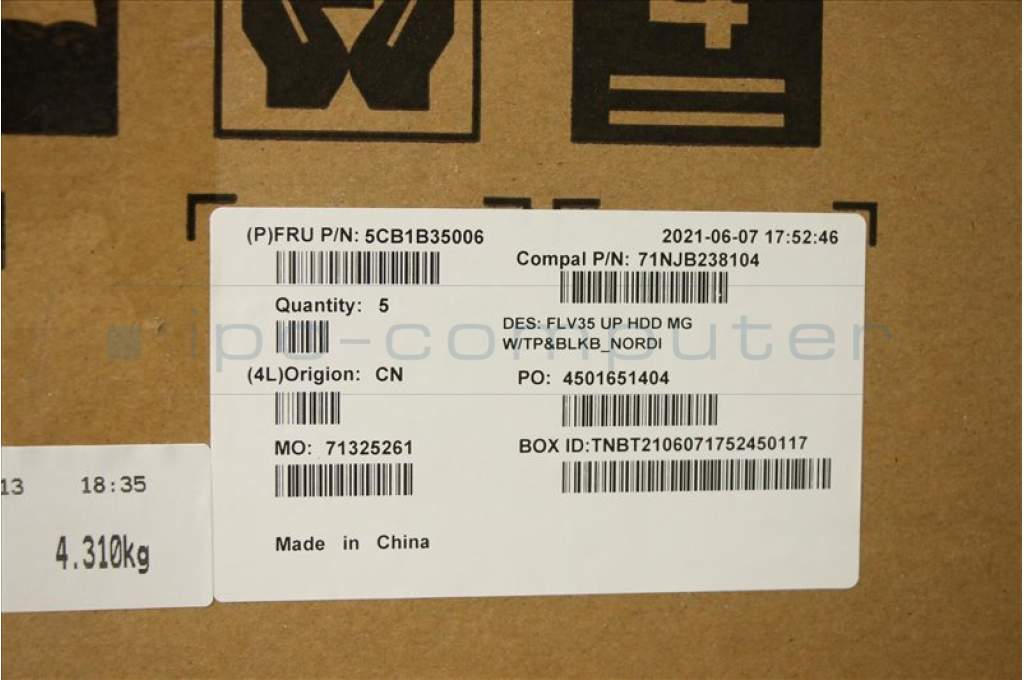 4
(P)FRU P/N: 5CB1B35006
2021-06-07 17:52:46
Compal P/N: 71NJB238104
Quantity: 5
DES: FLV35 UP HDD MG
W/TP&BLKB_NORDI
ipc-computer
(4L)Origion: CN
PO: 4501651404
MO: 71325261
BOX ID:TNBT2106071752450117
13 18:35
4.310kg
Made in China